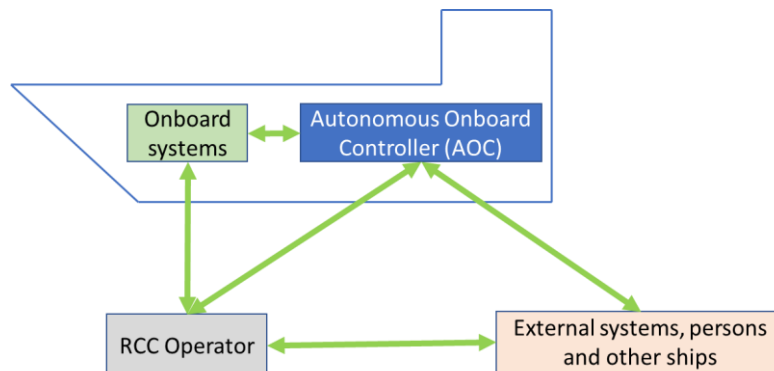 Onboard
systems
Autonomous Onboard
Controller (AOC)
RCC Operator
External systems, persons
and other ships